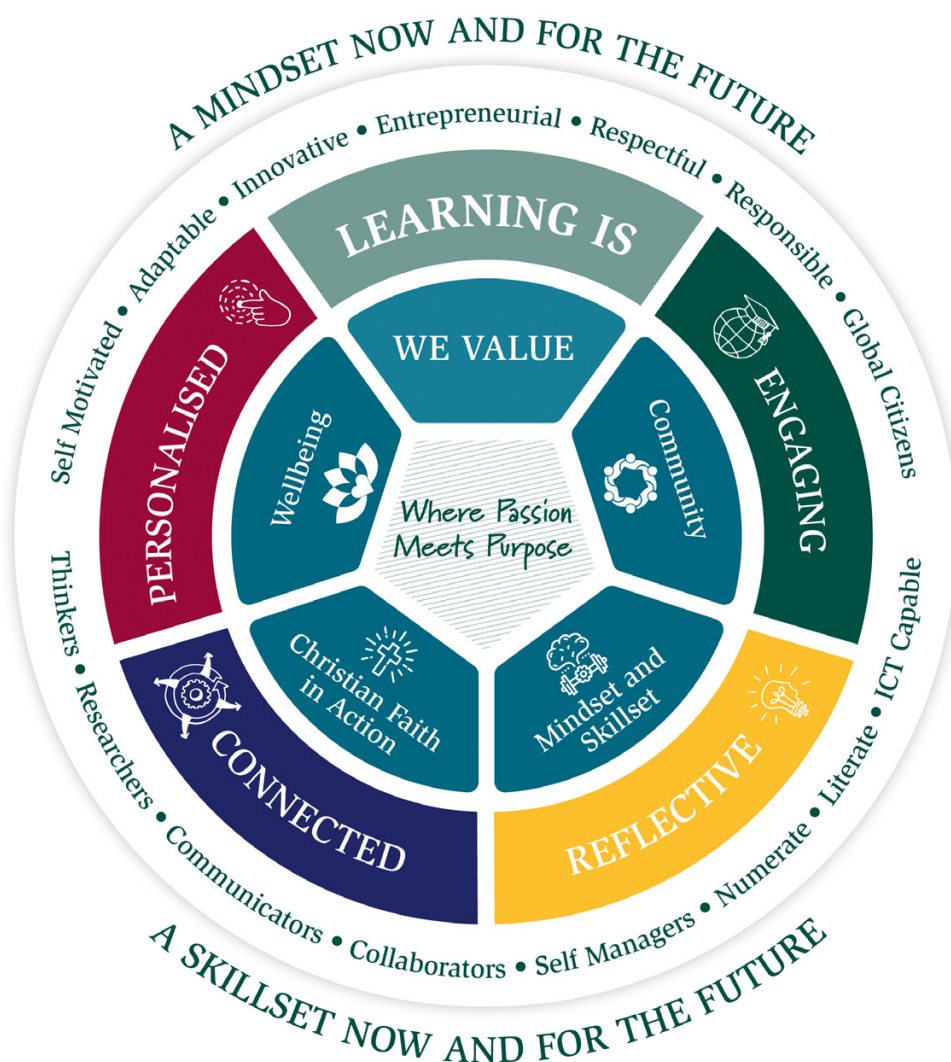 A MINDSET NOW AND FOR THE FUTURE
Self Motivated • Adaptable • Innovative • Entrepreneurial • Respectful • Responsible • Global Citizens
LEARNING IS
PERSONALISED
ENGAGING
WE VALUE
Wellbeing
Community
Where Passion
Meets Purpose
Christian Faith
in Action
Mindset and
Skillset
CONNECTED
REFLECTIVE
Thinkers • Researchers • Communicators • Collaborators • Self Managers • Numerate • Literate • ICT Capable
A SKILLSET NOW AND FOR THE FUTURE